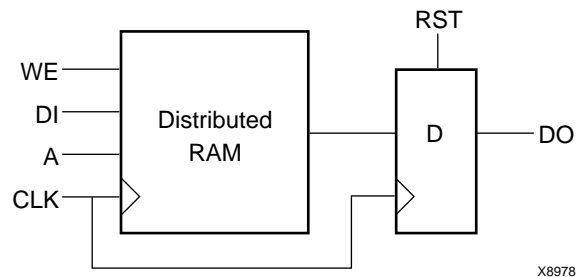 RST
WE
DI
A
CLK
Distributed
RAM
D
DO
X8978